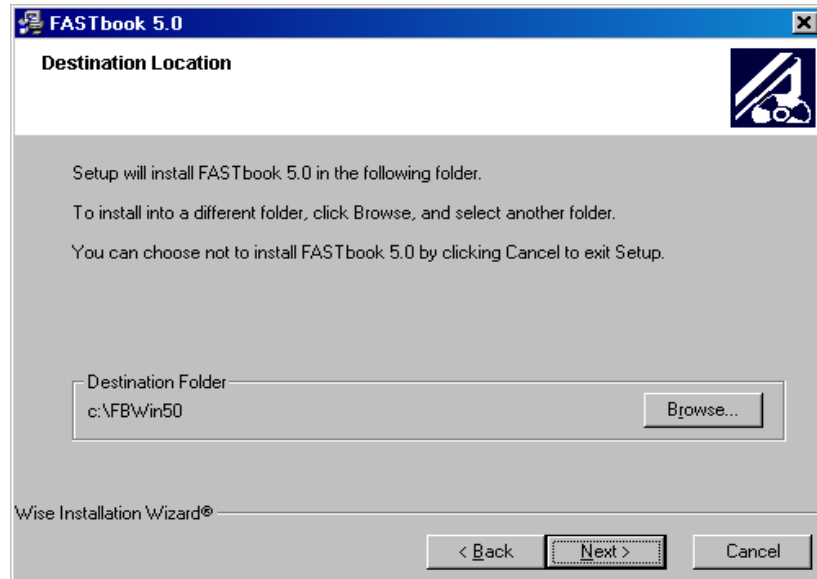 FASTbook 5.0
Destination Location
Setup will install FASTbook 5.0 in the following folder.
To install into a different folder, click Browse, and select another folder.
You can choose not to install FASTbook 5.0 by clicking Cancel to exit Setup.
Destination Folder
c:\FBWin50
Browse...
Wise Installation Wizard®
< Back
Next >
Cancel